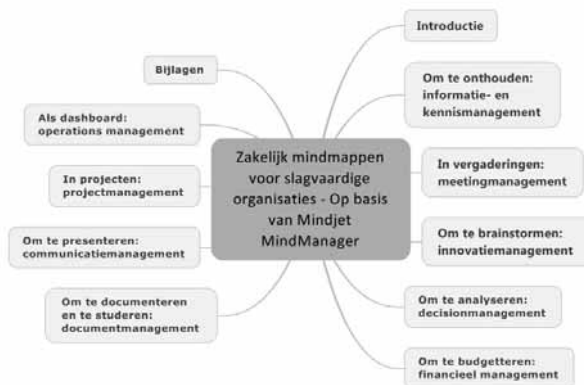 Introductie
Om te onthouden:
informatie- en
kennismanagement
In vergaderingen:
meetingmanagement
Om te brainstormen:
innovatiemanagement
Om te analyseren:
decisionmanagement
Om te budgetteren:
financieel management
Zakelijk mindmappen
voor slagvaardige
organisaties - Op basis
van Mindjet
MindManager
Bijlagen
Als dashboard:
operations management
In projecten:
projectmanagement
Om te presenteren:
communicatiemanagement
Om te documenteren
en te studeren:
documentmanagement